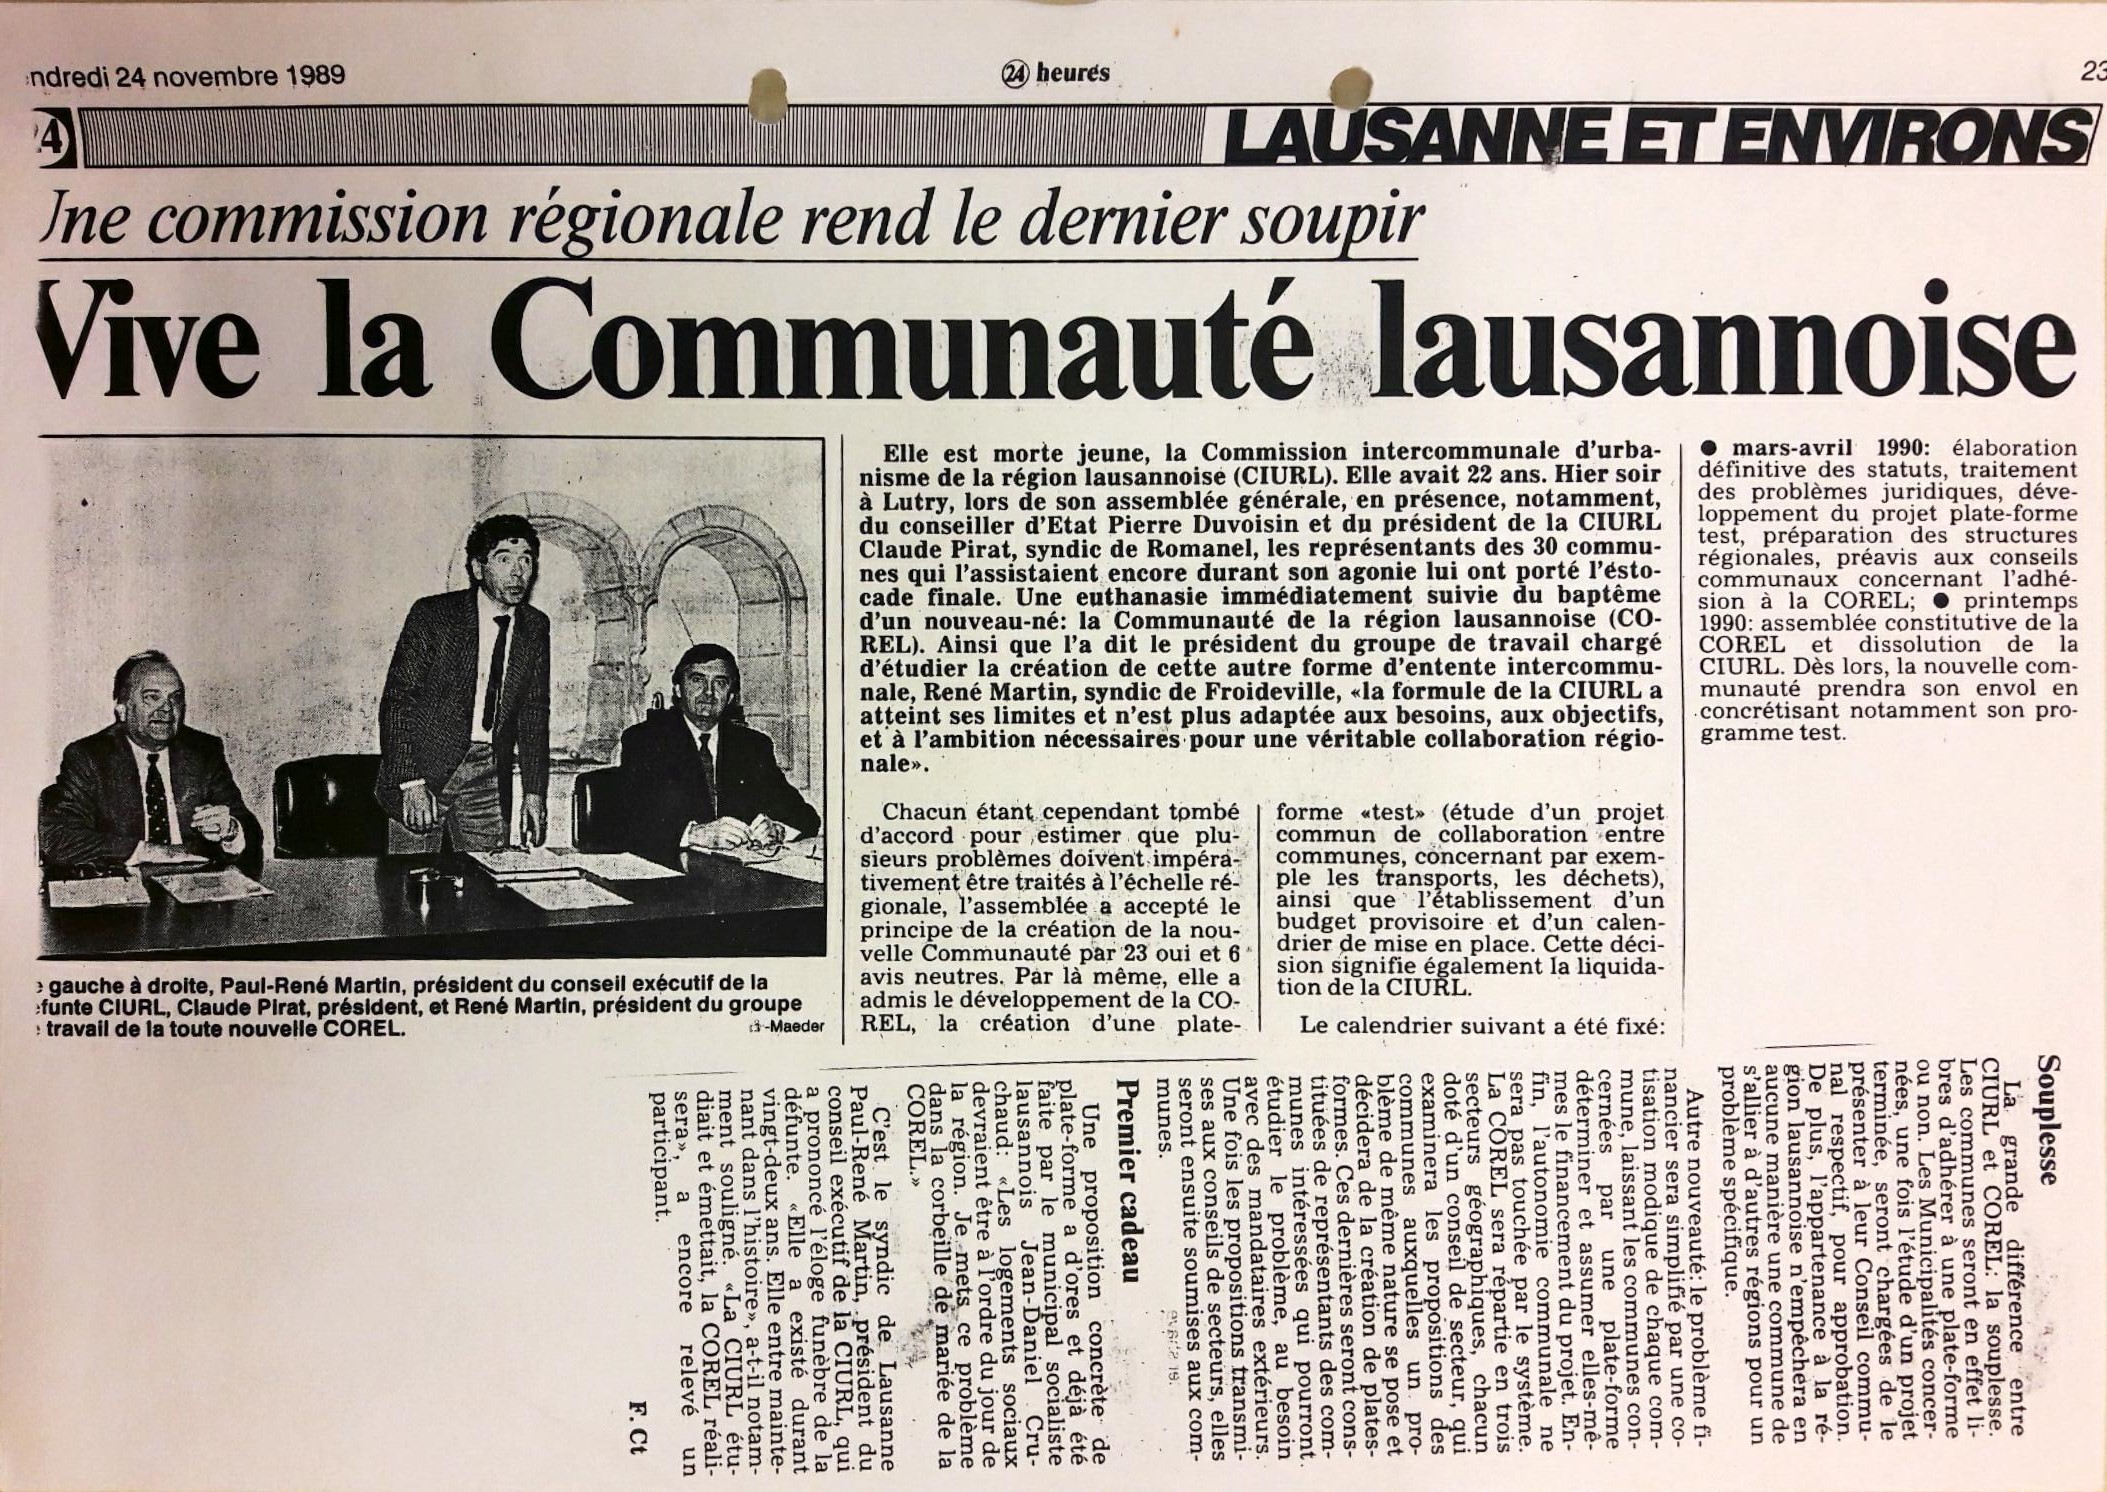 ndredi 24 novembre 1989
24 heures
23
24
LAUSANNE ET ENVIRONS
Une commission régionale rend le dernier soupir
Vive la Communauté lausannoise
e gauche à droite, Paul-René Martin, président du conseil exécutif de la
funte CIURL, Claude Pirat, président, et René Martin, président du groupe
travail de la toute nouvelle COREL.
-Maeder
Elle est morte jeune, la Commission intercommunale d'urba-
nisme de la région lausannoise (CIURL). Elle avait 22 ans. Hier soir
à Lutry, lors de son assemblée générale, en présence, notamment,
du conseiller d'Etat Pierre Duvoisin et du président de la CIURL
Claude Pirat, syndic de Romanel, les représentants des 30 commu-
nes qui l'assistaient encore durant son agonie lui ont porté l'esto-
cade finale. Une euthanasie immédiatement suivie du baptême
d'un nouveau-né: la Communauté de la région lausannoise (CO-
REL). Ainsi que l'a dit le président du groupe de travail chargé
d'étudier la création de cette autre forme d'entente intercommu-
nale, René Martin, syndic de Froideville, «la formule de la CIURL a
atteint ses limites et n'est plus adaptée aux besoins, aux objectifs,
et à l'ambition nécessaires pour une véritable collaboration régio-
nale».
Chacun étant cependant tombé
d'accord pour estimer que plu-
sieurs problèmes doivent impéra-
tivement être traités à l'échelle ré-
gionale, l'assemblée a accepté le
principe de la création de la nou-
velle Communauté par 23 oui et 6
avis neutres. Par là même, elle a
admis le développement de la CO-
REL, la création d'une plate-
forme «test» (étude d'un projet
commun de collaboration entre
communes, concernant par exem-
ple les transports, les déchets),
ainsi que l'établissement d'un
budget provisoire et d'un calen-
drier de mise en place. Cette déci-
sion signifie également la liquida-
tion de la CIURL.
Le calendrier suivant a été fixé:
● mars-avril 1990: élaboration
définitive des statuts, traitement
des problèmes juridiques, déve-
loppement du projet plate-forme
test, préparation des structures
régionales, préavis aux conseils
communaux concernant l'adhé-
sion à la COREL; ● printemps
1990: assemblée constitutive de la
COREL et dissolution de la
CIURL. Dès lors, la nouvelle com-
munauté prendra son envol en
concrétisant notamment son pro-
gramme test.
Souplesse
La grande différence entre
CIURL et COREL: la souplesse.
Les communes seront en effet li-
bres d'adhérer à une plate-forme
ou non. Les Municipalités concer-
nées, une fois l'étude d'un projet
terminée, seront chargées de le
présenter à leur Conseil commu-
nal respectif, pour approbation.
De plus, l'appartenance à la ré-
gion lausannoise n'empêchera en
aucune manière une commune de
s'allier à d'autres régions pour un
problème spécifique.
Autre nouveauté: le problème fi-
nancier sera simplifié par une co-
tisation modique de chaque com-
mune, laissant les communes con-
cernées par une plate-forme
déterminer et assumer elles-mê-
mes le financement du projet. En-
fin, l'autonomie communale ne
sera pas touchée par le système.
La COREL sera répartie en trois
secteurs géographiques, chacun
doté d'un conseil de secteur, qui
examinera les propositions des
communes auxquelles un pro-
blème de même nature se pose et
décidera de la création de plates-
formes. Ces dernières seront cons-
tituées de représentants des com-
munes intéressées qui pourront
étudier le problème, au besoin
avec des mandataires extérieurs.
Une fois les propositions transmi-
ses aux conseils de secteurs, elles
seront ensuite soumises aux com-
munes.
Premier cadeau
Une proposition concrète de
plate-forme a d'ores et déjà été
faite par le municipal socialiste
lausannois Jean-Daniel Cru-
chaud: «Les logements sociaux
devraient être à l'ordre du jour de
la région. Je mets ce problème
dans la corbeille de mariée de la
COREL.»
C'est le syndic de Lausanne
Paul-René Martin, président du
conseil exécutif de la CIURL, qui
a prononcé l'éloge funèbre de la
défunte. «Elle a existé durant
vingt-deux ans. Elle entre mainte-
nant dans l'histoire», a-t-il notam-
ment souligné. «La CIURL étu-
diait et émettait, la COREL réali-
sera», a encore relevé un
participant.
F. Ct